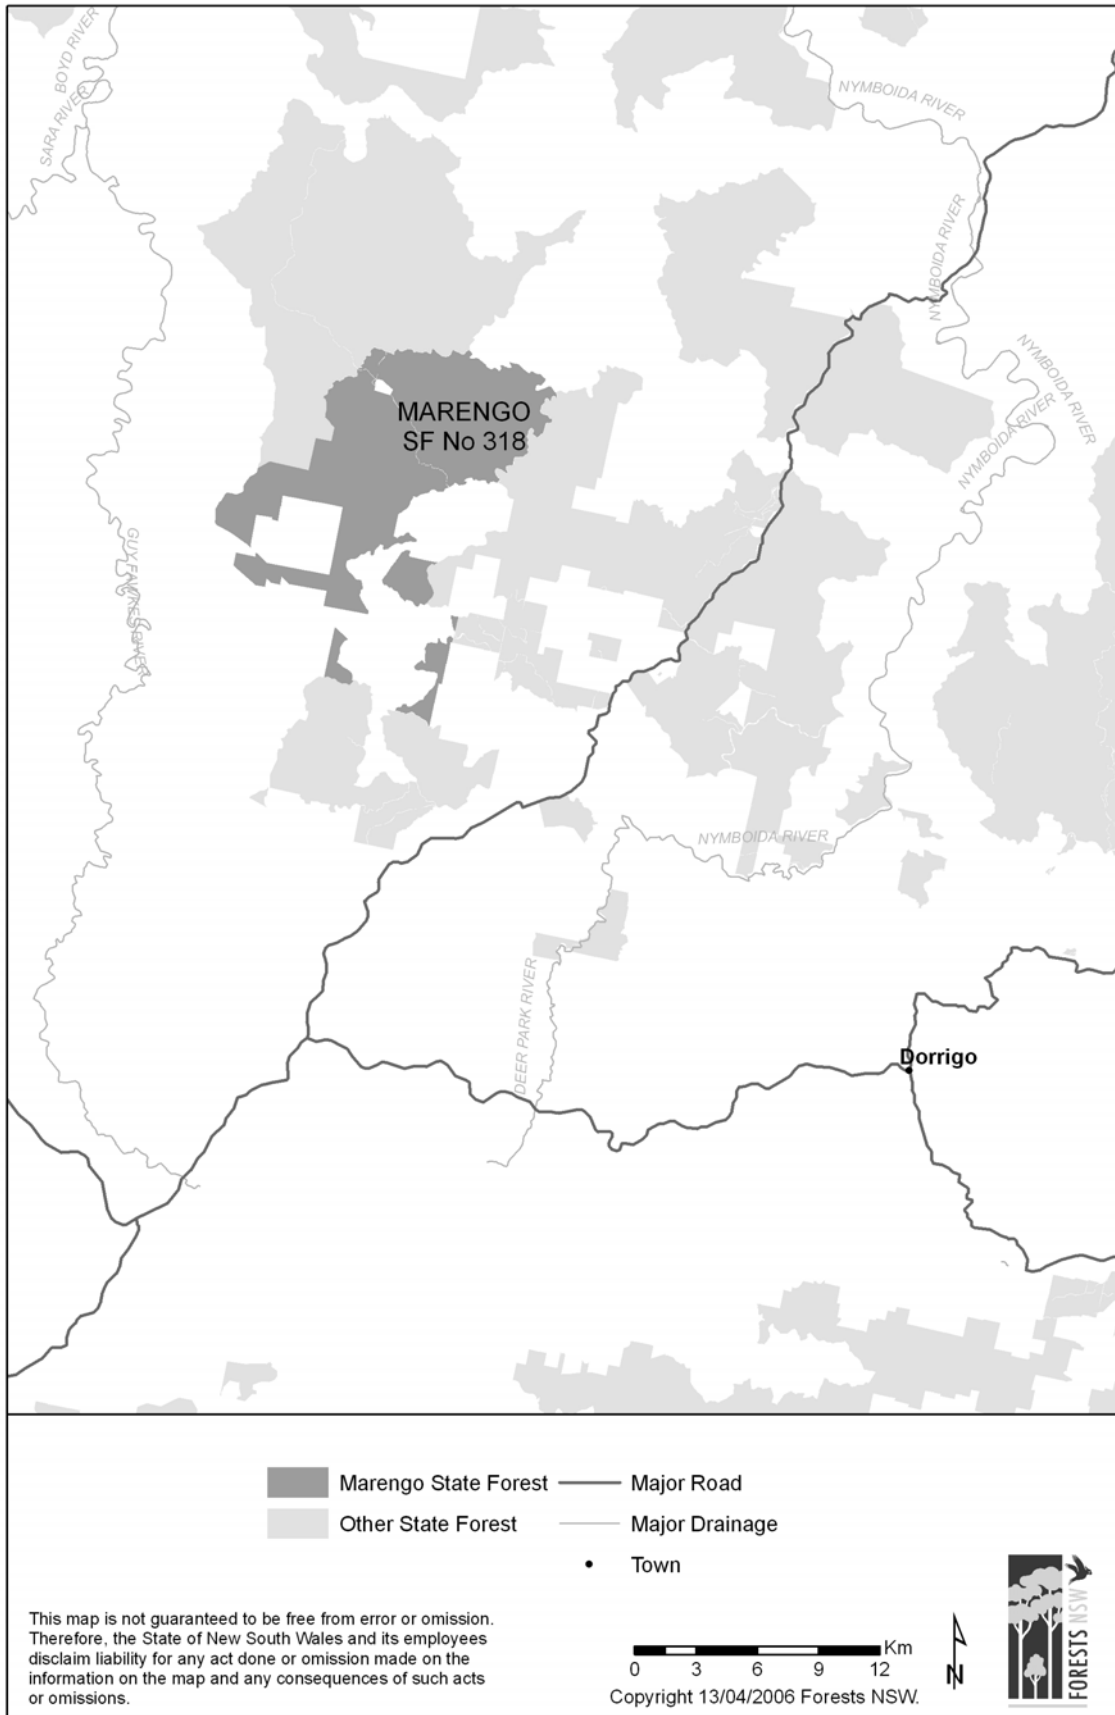 BOYD RIVER
SARA RIVER
NYMBOIDA RIVER
NYMBOIDA RIVER
NYMBOIDA RIVER
NYMBOIDA RIVER
MARENGO
SF No 318
GUY FAWKES RIVER
NYMBOIDA RIVER
DEER PARK RIVER
Dorrigo
Marengo State Forest
Major Road
Other State Forest
Major Drainage
Town
This map is not guaranteed to be free from error or omission.
Therefore, the State of New South Wales and its employees
disclaim liability for any act done or omission made on the
information on the map and any consequences of such acts
or omissions.
Km
0 3 6 9 12
Copyright 13/04/2006 Forests NSW.
N
FORESTS NSW